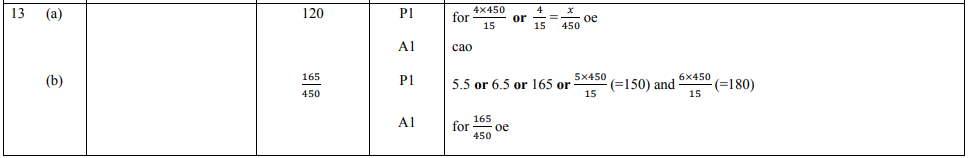 13 (a) 120 P1 for 4×450/15 or 4/15 = x/450 oe
A1 cao
(b) 165/450 P1 5.5 or 6.5 or 165 or 5×450/15 (=150) and 6×450/15 (=180)
A1 for 165/450 oe